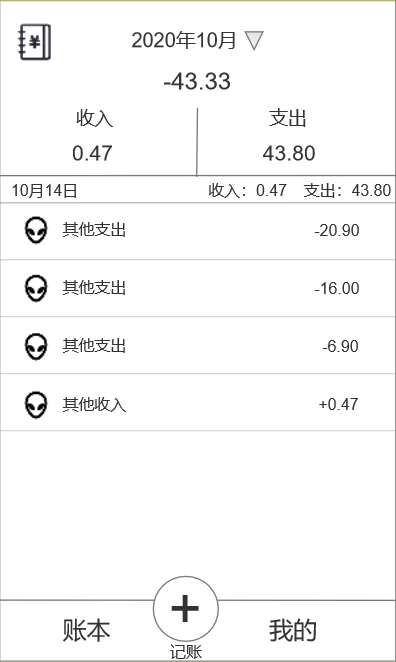 2020年10月
-43.33
收入 支出
0.47 43.80
10月14日 收入：0.47 支出：43.80
其他支出 -20.90
其他支出 -16.00
其他支出 -6.90
其他收入 +0.47
账本 我的
记账